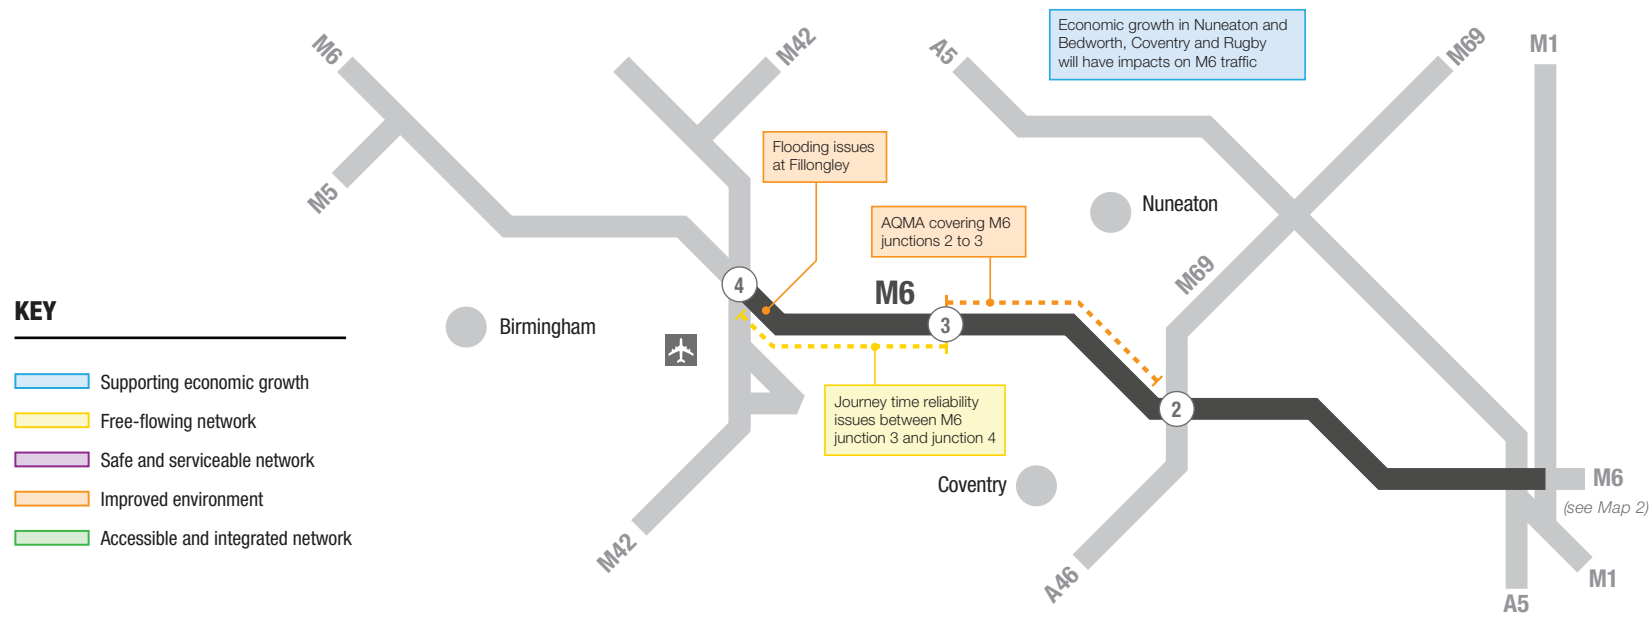 M6
M5
M42
A5
Economic growth in Nuneaton and
Bedworth, Coventry and Rugby
will have impacts on M6 traffic
M69
M1
Flooding issues
at Fillongley
AQMA covering M6
junctions 2 to 3
Nuneaton
M69
4
M6
3
KEY
Birmingham
Supporting economic growth
Free-flowing network
Safe and serviceable network
Improved environment
Accessible and integrated network
Journey time reliability
issues between M6
junction 3 and junction 4
2
Coventry
M6
(see Map 2)
M42
A46
M1
A5